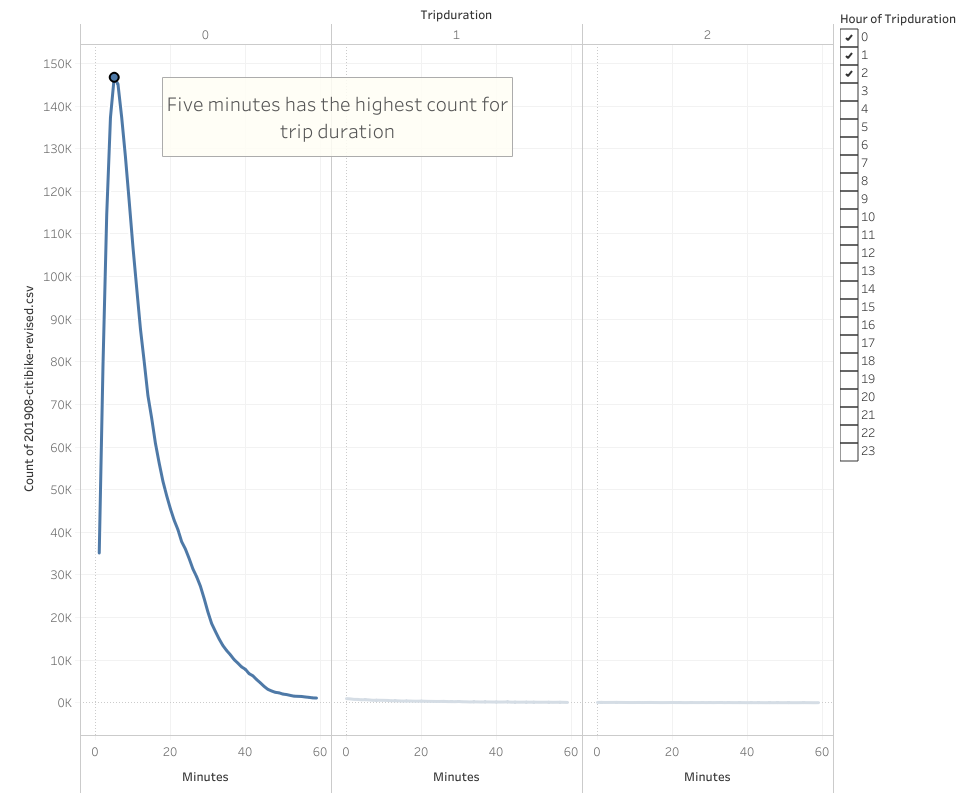 Tripduration
0 1 2
Hour of Tripduration
0
1
2
3
4
5
6
7
8
9
10
11
12
13
14
15
16
17
18
19
20
21
22
23
Five minutes has the highest count for
trip duration
Count of 201908-citibike-revised.csv
150K
140K
130K
120K
110K
100K
90K
80K
70K
60K
50K
40K
30K
20K
10K
0K
0 20 40 60 0 20 40 60 0 20 40 60
Minutes Minutes Minutes